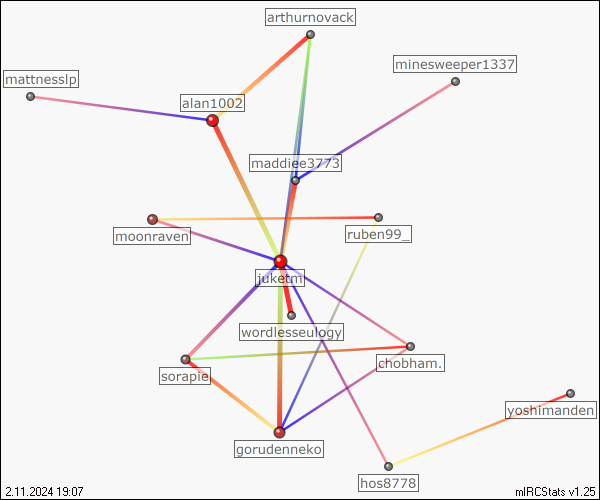 arthurnovack
minesweeper1337
mattnesslp
alan1002
maddiee3773
moonraven
ruben99_
juketm
wordlesseulogy
chobham.
sorapie
yoshimanden
gorudenneko
hos8778
2.11.2024 19:07
mIRCStats v1.25